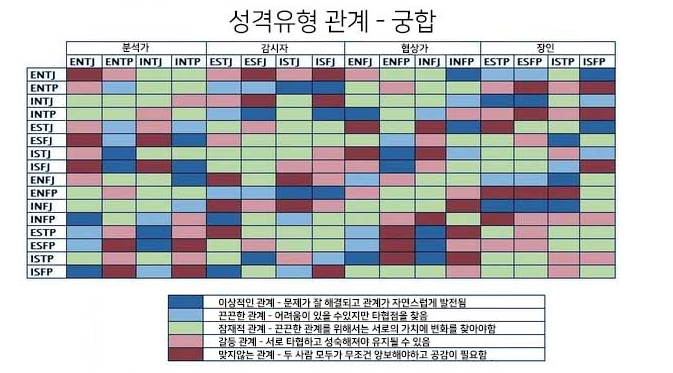 성격유형 관계 - 궁합
분석가 감시자 협상가 장인
ENTJ ENTP INTJ INTP ESTJ ESFJ ISTJ ISFJ ENFJ ENFP INFJ INFP ESTP ESFP ISTP ISFP
ENTJ
ENTP
INTJ
INTP
ESTJ
ESFJ
ISTJ
ISFJ
ENFJ
ENFP
INFJ
INFP
ESTP
ESFP
ISTP
ISFP
이상적인 관계 - 문제가 잘 해결되고 관계가 자연스럽게 발전됨
끈끈한 관계 - 어려움이 있을 수있지만 타협점을 찾음
잠재적 관계 - 끈끈한 관계를 위해서는 서로의 가치에 변화를 찾아야함
갈등 관계 - 서로 타협하고 성숙해져야 유지될 수 있음
맞지않는 관계 - 두 사람 모두가 무조건 양보해야하고 공감이 필요함